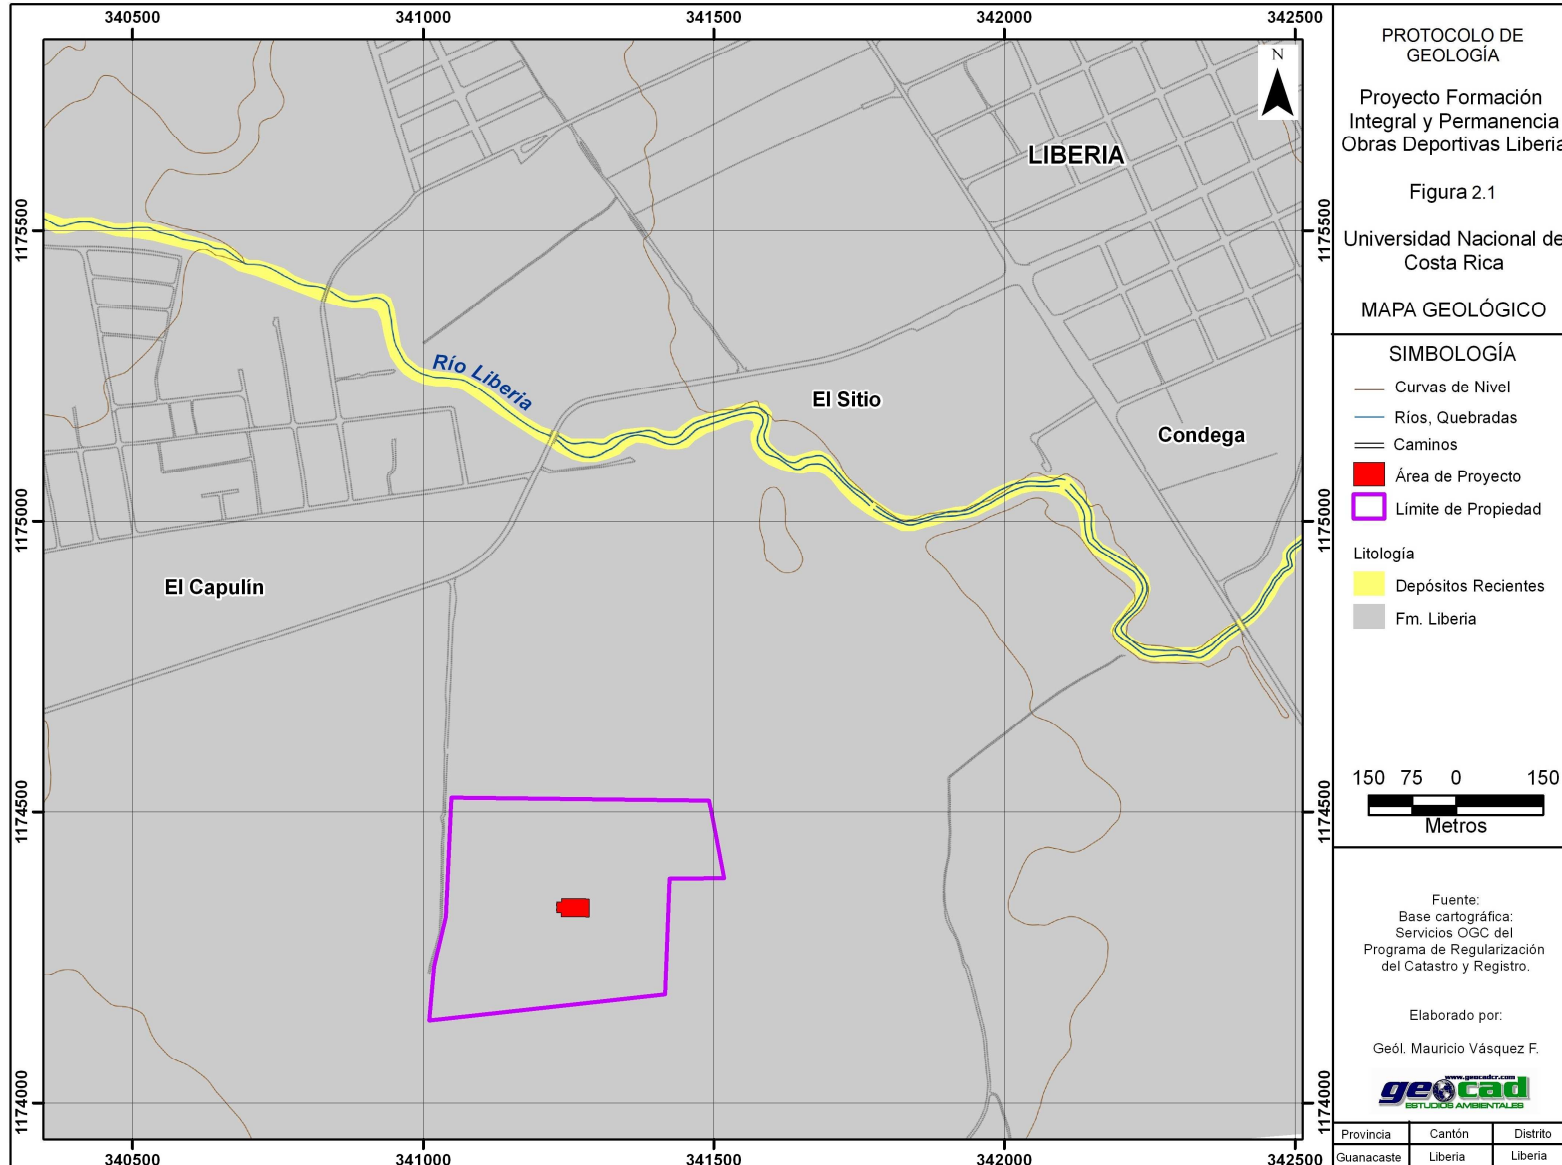 340500 341000 341500 342000 342500
1175500
1175000
1174500
1174000
N
LIBERIA
Río Liberia
El Sitio
Condega
El Capulín
1175500
1175000
1174500
1174000
340500 341000 341500 342000 342500
PROTOCOLO DE
GEOLOGÍA
Proyecto Formación
Integral y Permanencia
Obras Deportivas Liberia
Figura 2.1
Universidad Nacional de
Costa Rica
MAPA GEOLÓGICO
SIMBOLOGÍA
Curvas de Nivel
Ríos, Quebradas
Caminos
Área de Proyecto
Límite de Propiedad
Litología
Depósitos Recientes
Fm. Liberia
150 75 0 150
Metros
Fuente:
Base cartográfica:
Servicios OGC del
Programa de Regularización
del Catastro y Registro.
Elaborado por:
Geól. Mauricio Vásquez F.
www.geocadcr.com
geocad
ESTUDIOS AMBIENTALES
Provincia Cantón Distrito
Guanacaste Liberia Liberia